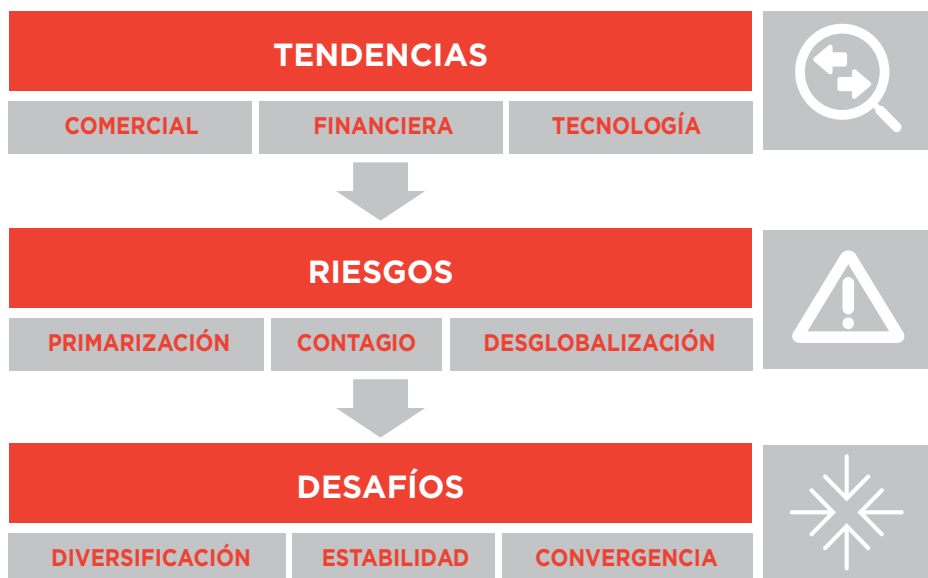 TENDENCIAS
COMERCIAL FINANCIERA TECNOLOGÍA
RIESGOS
PRIMARIZACIÓN CONTAGIO DESGLOBALIZACIÓN
DESAFÍOS
DIVERSIFICACIÓN ESTABILIDAD CONVERGENCIA